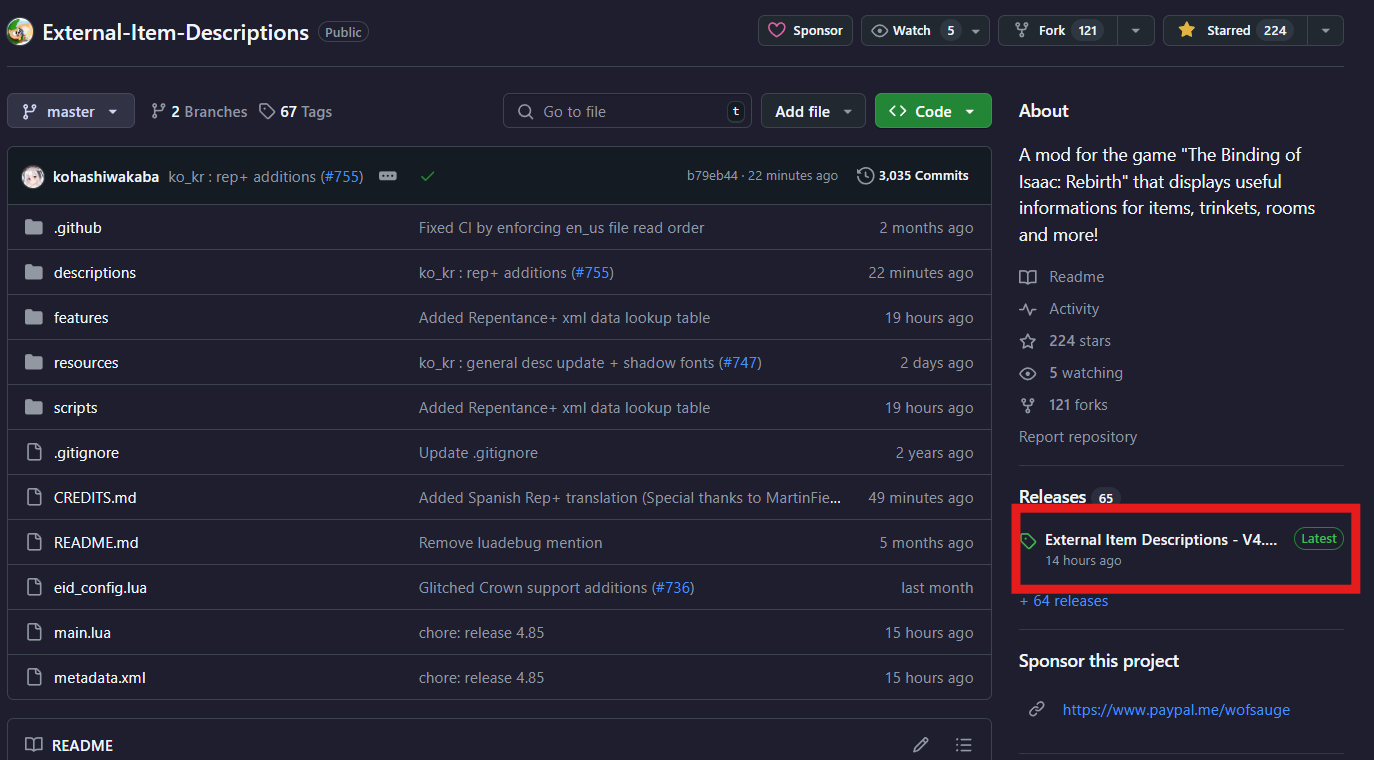 External-Item-Descriptions Public
Sponsor Watch 5 Fork 121 Starred 224
master 2 Branches 67 Tags Go to file t Add file Code
kohashiwakaba ko_kr : rep+ additions (#755) b79eb44 · 22 minutes ago 3,035 Commits
.github Fixed CI by enforcing en_us file read order 2 months ago
descriptions ko_kr : rep+ additions (#755) 22 minutes ago
features Added Repentance+ xml data lookup table 19 hours ago
resources ko_kr : general desc update + shadow fonts (#747) 2 days ago
scripts Added Repentance+ xml data lookup table 19 hours ago
.gitignore Update .gitignore 2 years ago
CREDITS.md Added Spanish Rep+ translation (Special thanks to MartinFie... 49 minutes ago
README.md Remove luadebug mention 5 months ago
eid_config.lua Glitched Crown support additions (#736) last month
main.lua chore: release 4.85 15 hours ago
metadata.xml chore: release 4.85 15 hours ago
README
About
A mod for the game "The Binding of
Isaac: Rebirth" that displays useful
informations for items, trinkets, rooms
and more!
Readme
Activity
224 stars
5 watching
121 forks
Report repository
Releases 65
External Item Descriptions - V4.... Latest
14 hours ago
+ 64 releases
Sponsor this project
https://www.paypal.me/wofsauge